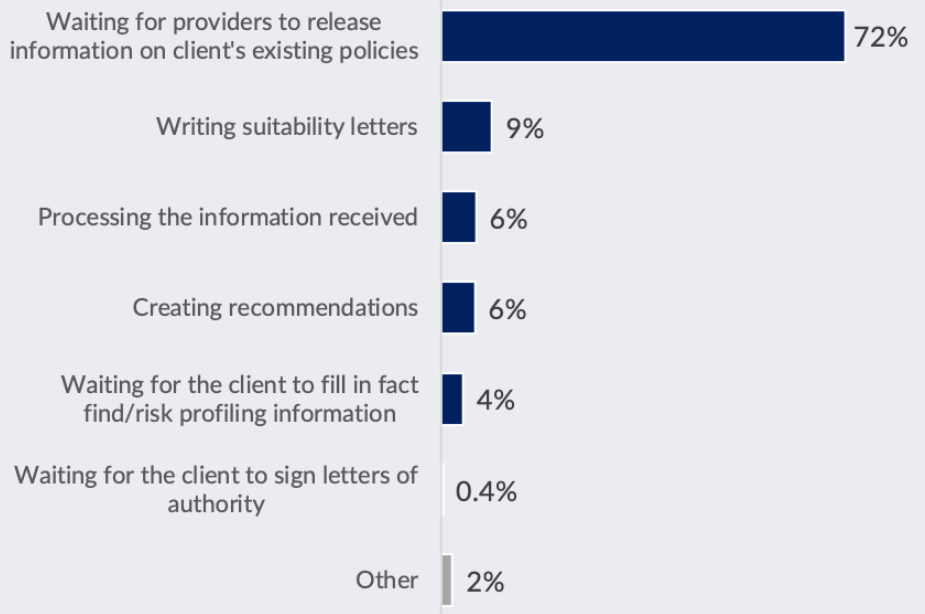 Waiting for providers to release
information on client's existing policies
72%
Writing suitability letters
9%
Processing the information received
6%
Creating recommendations
6%
Waiting for the client to fill in fact
find/risk profiling information
4%
Waiting for the client to sign letters of
authority
0.4%
Other
2%